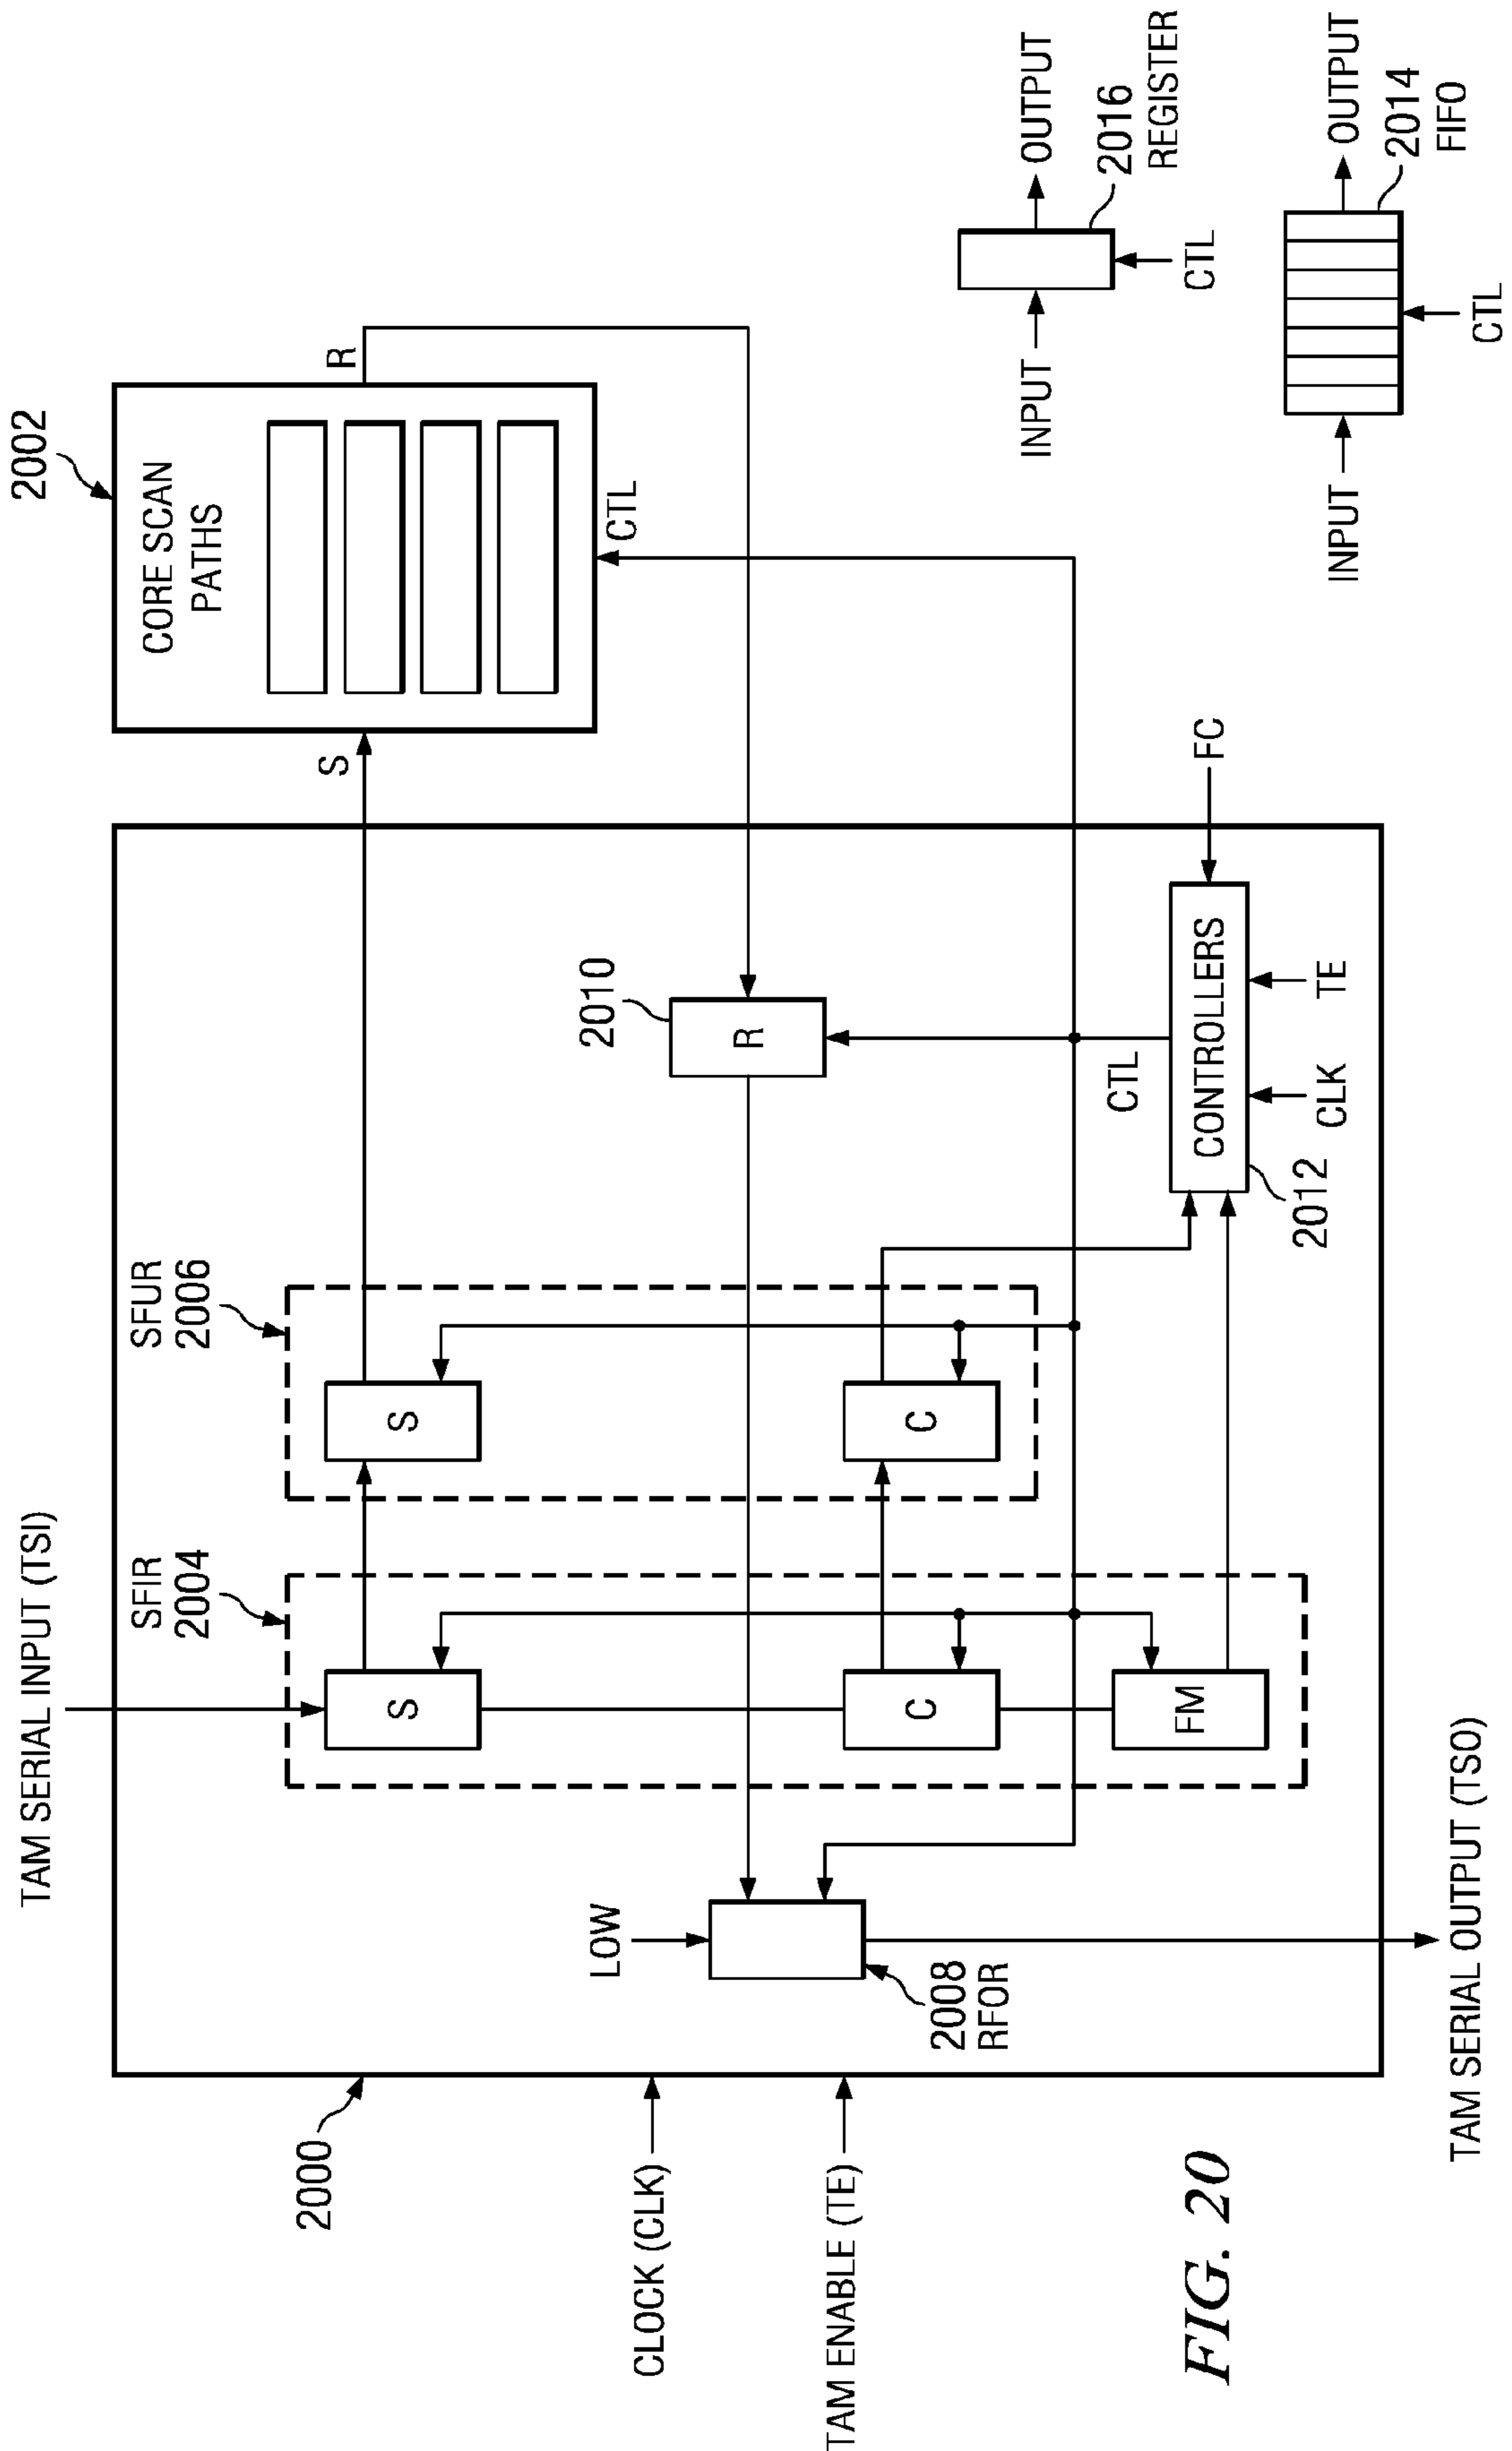 TAM SERIAL INPUT (TSI)
2000
CLOCK (CLK)
TAM ENABLE (TE)
SFIR
2004
SFUR
2006
2002
CORE SCAN
PATHS
S
S
S
R
LOW
2008
RFOR
2010
R
CTL
C
C
FM
CTL
CONTROLLERS
2012
CLK
TE
FC
INPUT
OUTPUT
CTL
2016
REGISTER
INPUT
OUTPUT
CTL
2014
FIFO
TAM SERIAL OUTPUT (TSO)
FIG. 20